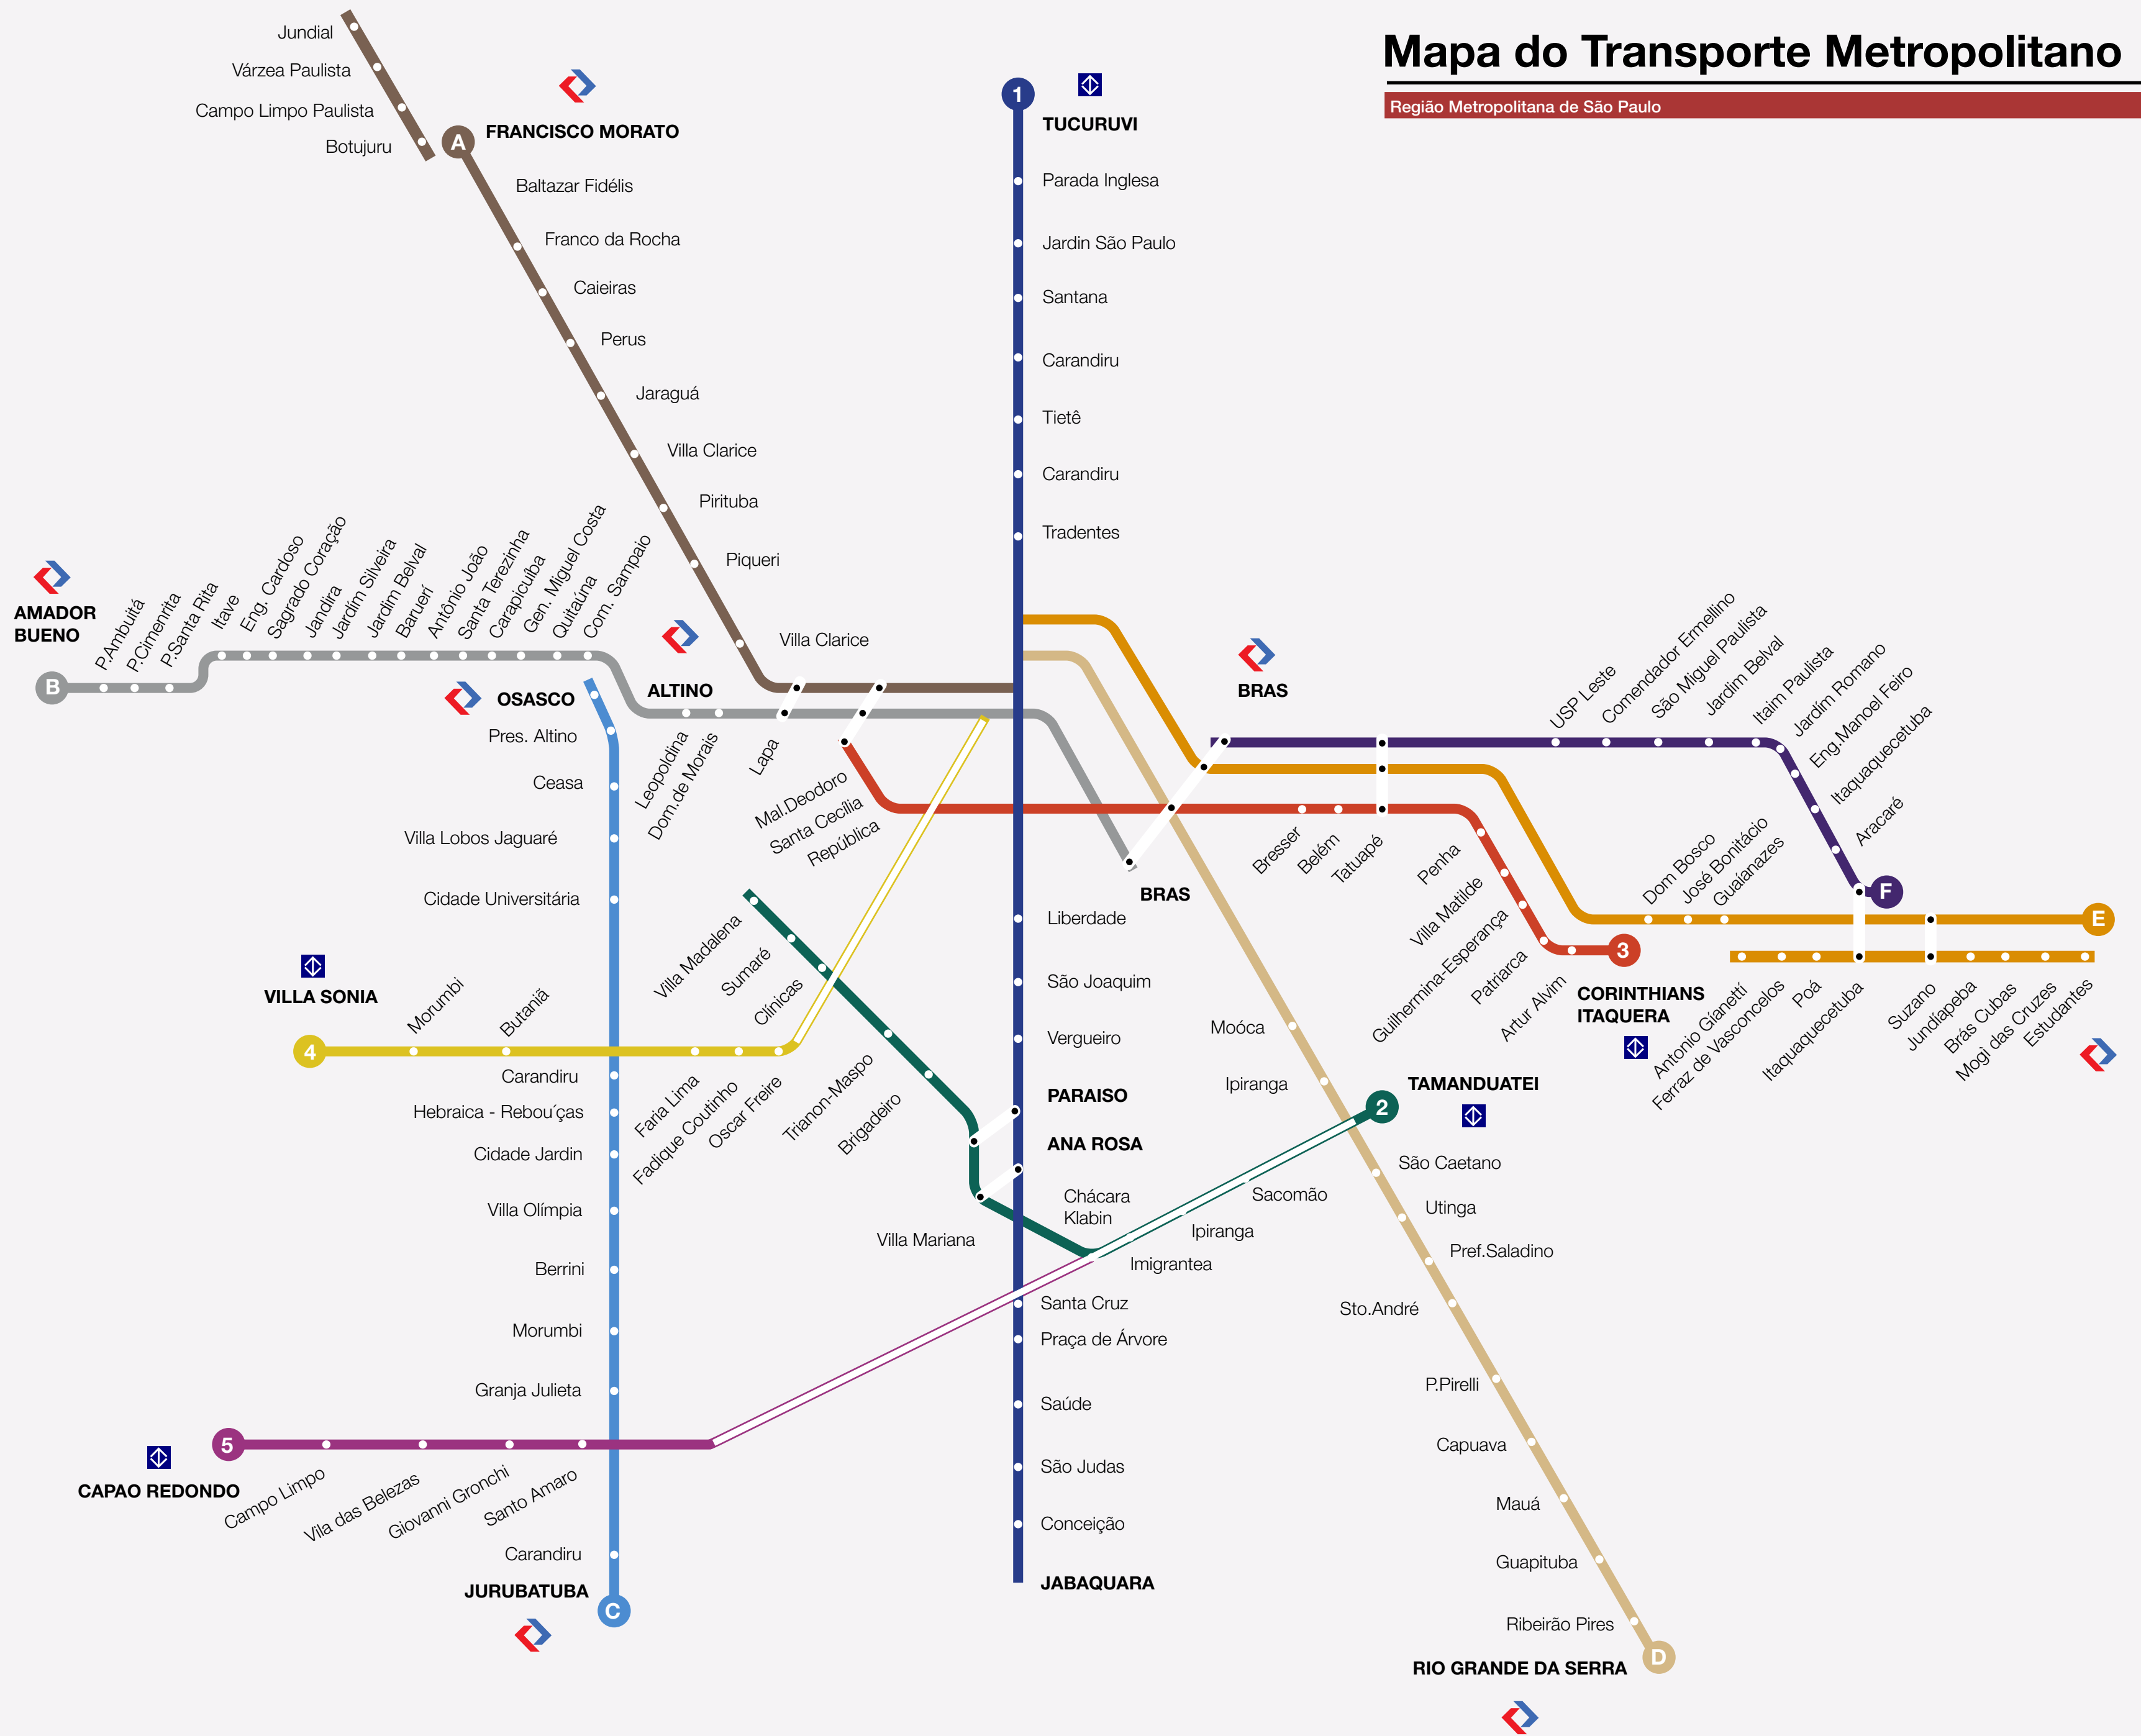 Mapa do Transporte Metropolitano
Região Metropolitana de São Paulo
Jundial
Várzea Paulista
Campo Limpo Paulista
Botujuru
A
FRANCISCO MORATO
Baltazar Fidélis
Franco da Rocha
Caieiras
Perus
Jaraguá
Villa Clarice
Pirituba
Piqueri
Villa Clarice
1
TUCURUVI
Parada Inglesa
Jardin São Paulo
Santana
Carandiru
Tietê
Carandiru
Tradentes
AMADOR
BUENO
B
P.Ambuitá
P.Cimenrita
P.Santa Rita
Itave
Eng. Cardoso
Sagrado Coração
Jandira
Jardim Silveira
Jardim Belval
Baruerí
Antônio João
Santa Terezinha
Carapicuíba
Gen. Miguel Costa
Quitaúna
Com. Sampaio
OSASCO
ALTINO
Leopoldina
Dom.de Morais
Lapa
Mal.Deodoro
Santa Cecília
República
BRAS
BRAS
USP Leste
Comendador Ermellino
São Miguel Paulista
Jardim Belval
Itaim Paulista
Jardím Romano
Eng.Manoel Feiro
Itaquaquecetuba
Aracaré
F
Bresser
Belém
Tatuapé
Penha
Villa Matilde
Guilhermina-Esperança
Patriarca
Artur Alvim
3
CORINTHIANS
ITAQUERA
Dom Bosco
José Bonitácio
Guaianazes
E
Antonio Gianetti
Ferraz de Vasconcelos
Poá
Itaquaquecetuba
Suzano
Jundiapeba
Brás Cubas
Mogì das Cruzes
Estudantes
Pres. Altino
Ceasa
Villa Lobos Jaguaré
Cidade Universitária
VILLA SONIA
4
Morumbi
Butaniã
Faria Lima
Fadique Coutinho
Oscar Freire
Villa Madalena
Sumaré
Clínicas
Trianon-Maspo
Brigadeiro
Carandiru
Hebraica - Rebou´ças
Cidade Jardin
Villa Olímpia
Berrini
Morumbi
Granja Julieta
Carandiru
JURUBATUBA
C
Liberdade
São Joaquim
Vergueiro
PARAISO
ANA ROSA
Chácara
Klabin
Villa Mariana
Imigrantea
Ipiranga
Sacomão
2
TAMANDUATEI
Santa Cruz
Praça de Árvore
Saúde
São Judas
Conceição
JABAQUARA
5
CAPAO REDONDO
Campo Limpo
Vila das Belezas
Giovanni Gronchi
Santo Amaro
Moóca
Ipiranga
São Caetano
Utinga
Pref.Saladino
Sto.André
P.Pirelli
Capuava
Mauá
Guapituba
Ribeirão Pires
RIO GRANDE DA SERRA
D